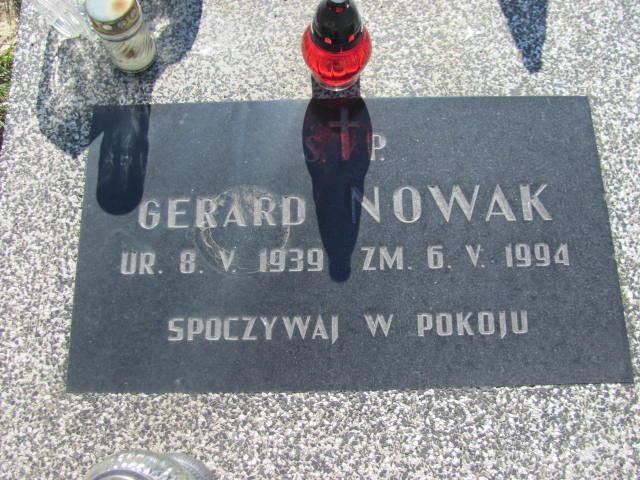 Ś. P.
GERARD NOWAK
UR. 8. V. 1939 ZM. 6. V. 1994
SPOCZYWAJ W POKOJU